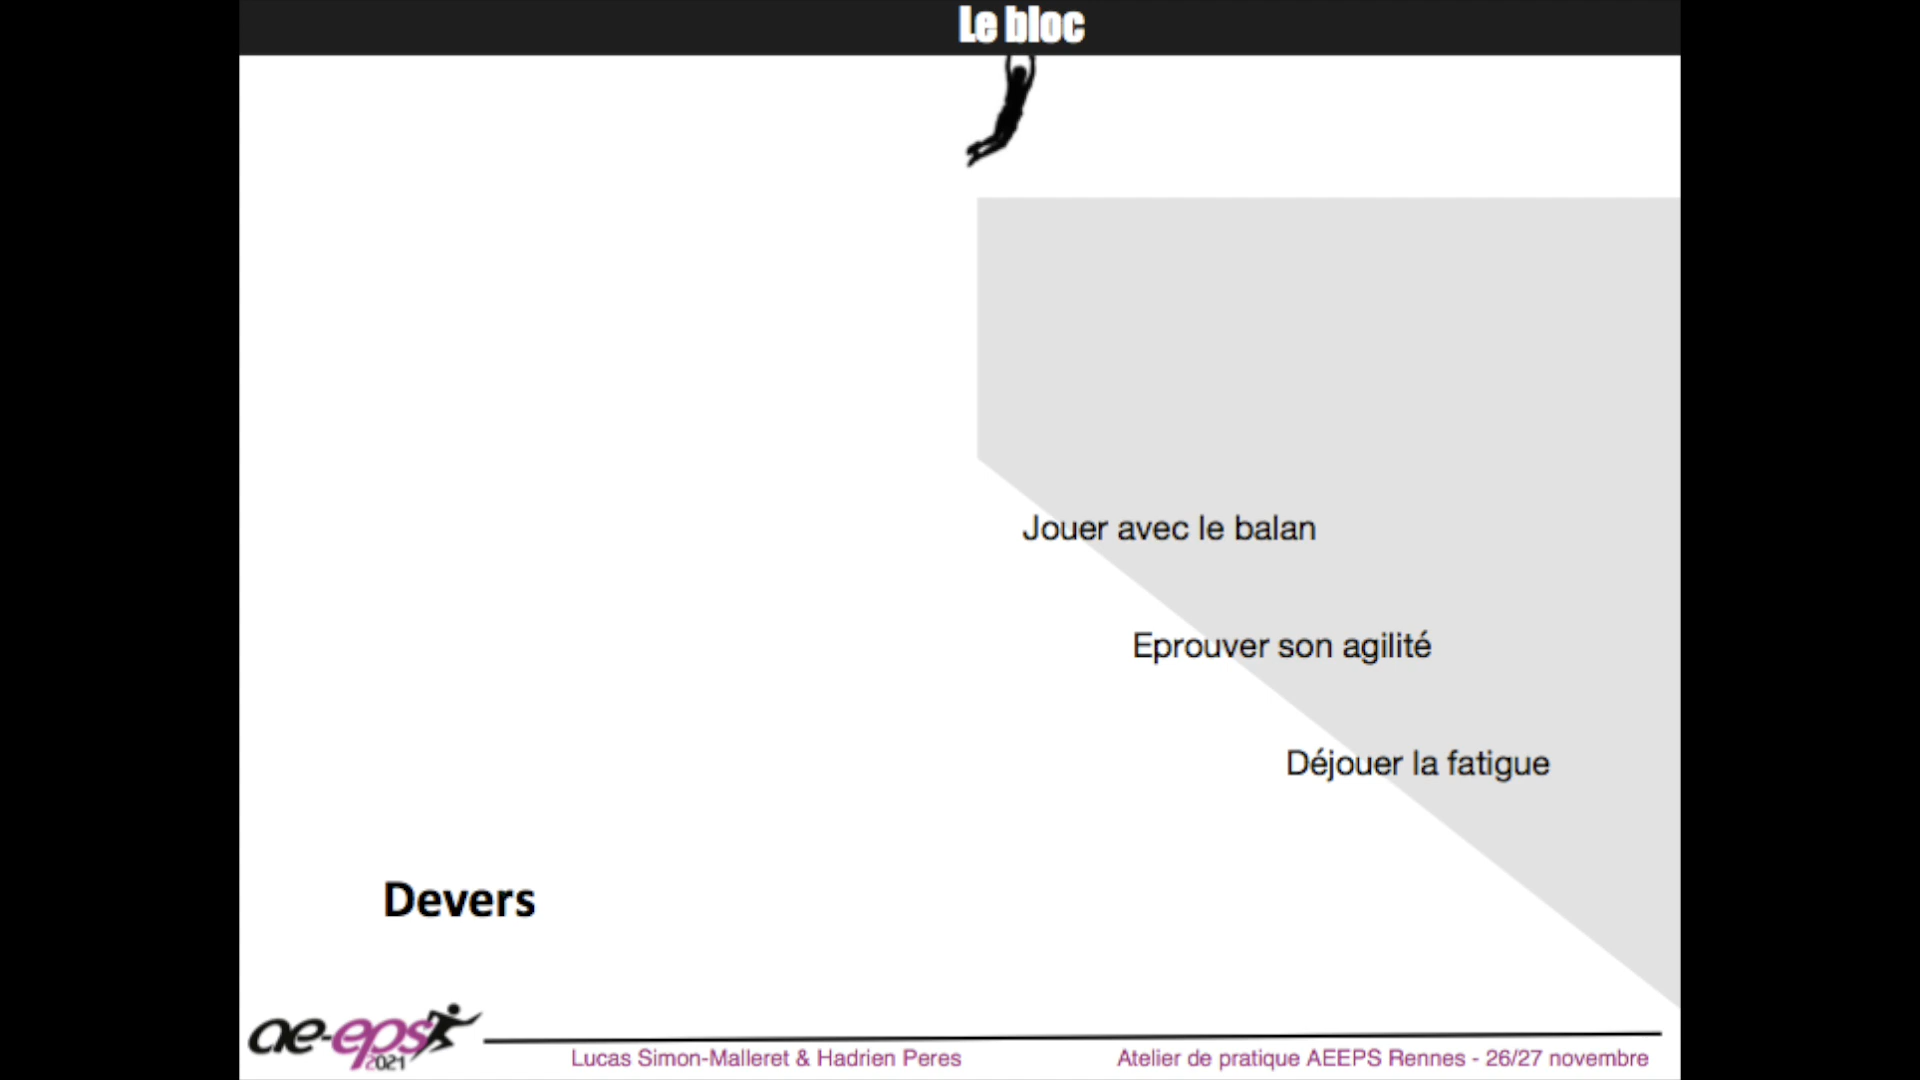 Le bloc
Jouer avec le balan
Eprouver son agilité
Déjouer la fatigue
Devers
ae-eps
2021
Lucas Simon-Malleret & Hadrien Peres
Atelier de pratique AEEPS Rennes - 26/27 novembre